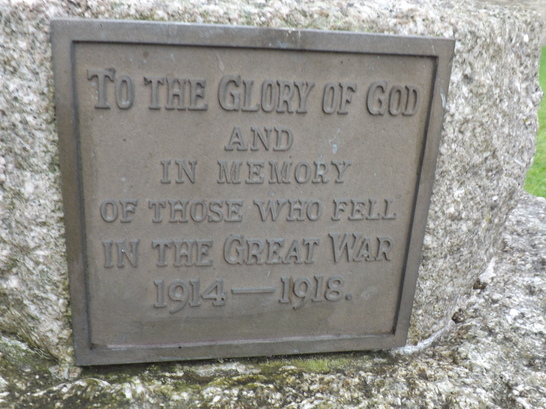 To the Glory of God
and
in memory
of those who fell
in the Great War
1914—1918.